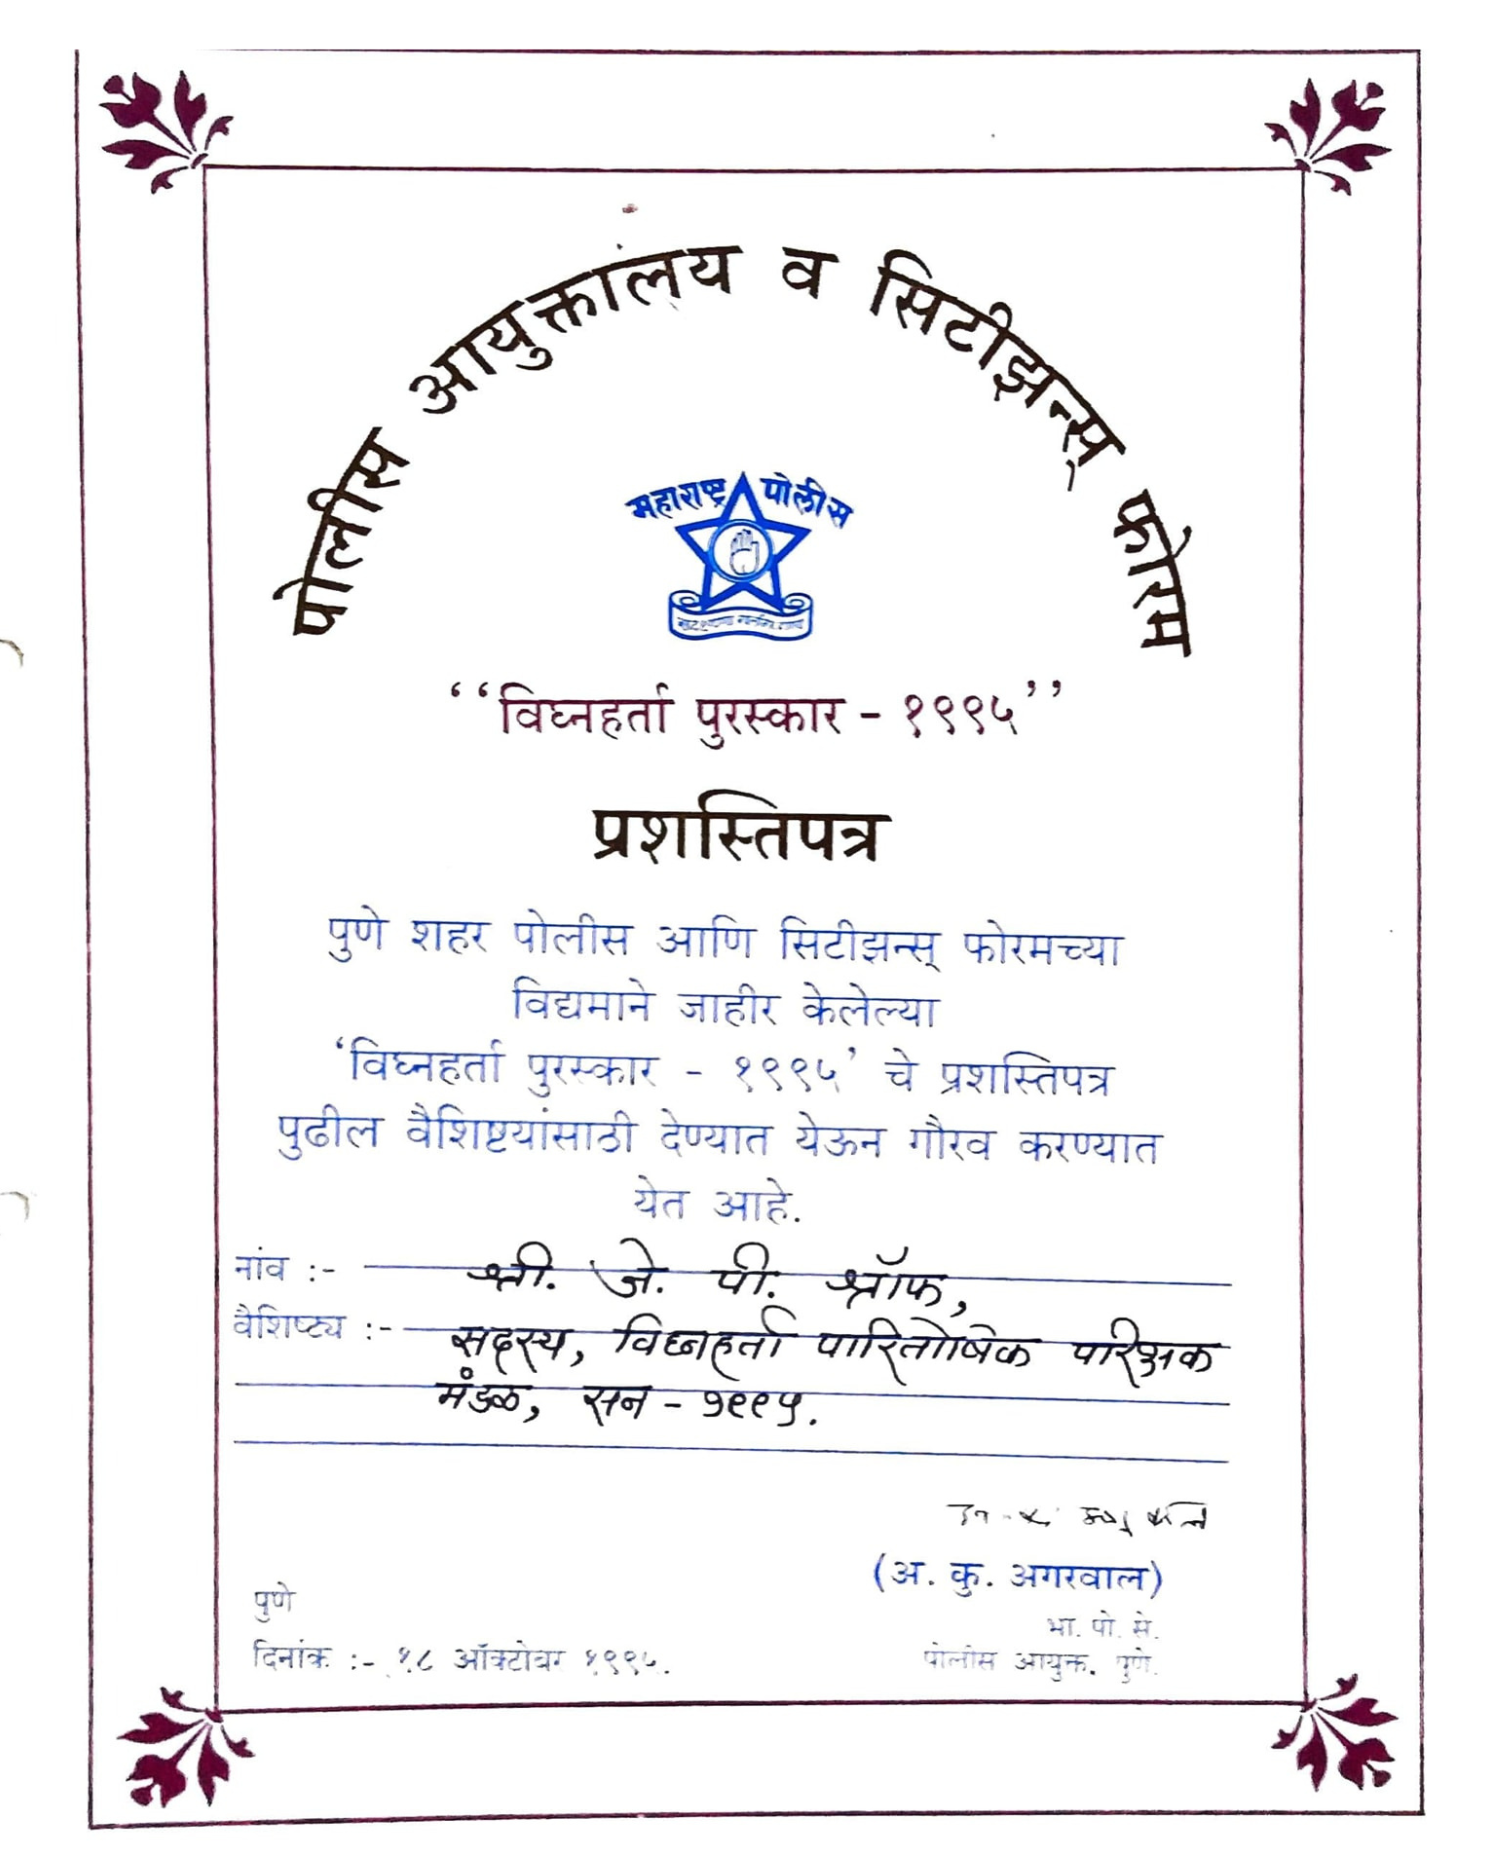 पोलीस आयुक्तालय व सिटीझन्स् फोरम
महाराष्ट्र पोलीस
‘‘विघ्नहर्ता पुरस्कार - १९९५’’
प्रशस्तिपत्र
पुणे शहर पोलीस आणि सिटीझन्स् फोरमच्या
विद्यमाने जाहीर केलेल्या
‘विघ्नहर्ता पुरस्कार - १९९५’ चे प्रशस्तिपत्र
पुढील वैशिष्टयांसाठी देण्यात येऊन गौरव करण्यात
येत आहे.
नांव :- श्री. जे. पी. श्रॉफ,
वैशिष्ट्य :- सदस्य, विघ्नहर्ता पारितोषिक परिक्षक
मंडळ, सन - १९९५.
(अ. कु. अगरवाल)
पुणे
भा. पो. से.
दिनांक :- १८ ऑक्टोबर १९९५.
पोलीस आयुक्त. पुणे.